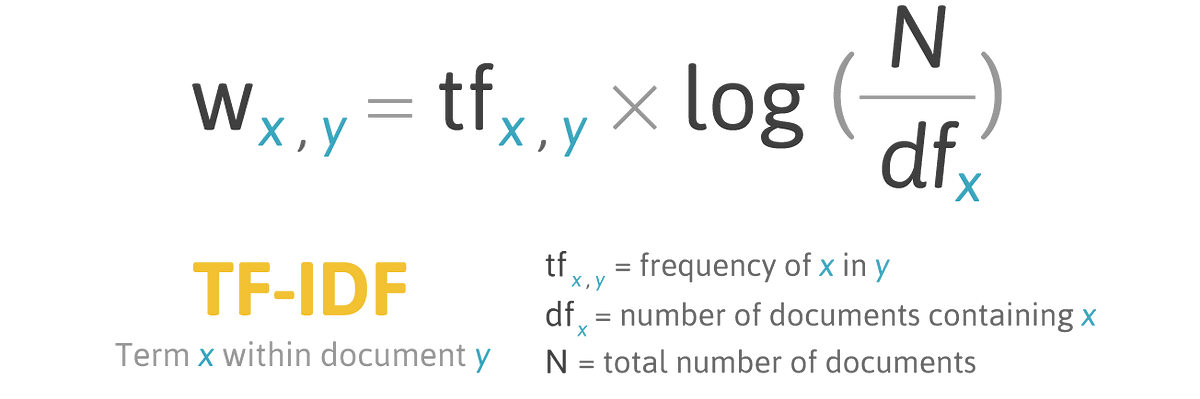 w x , y = tf x , y × log ( N / df x )
TF-IDF
Term x within document y
tf x , y = frequency of x in y
df x = number of documents containing x
N = total number of documents